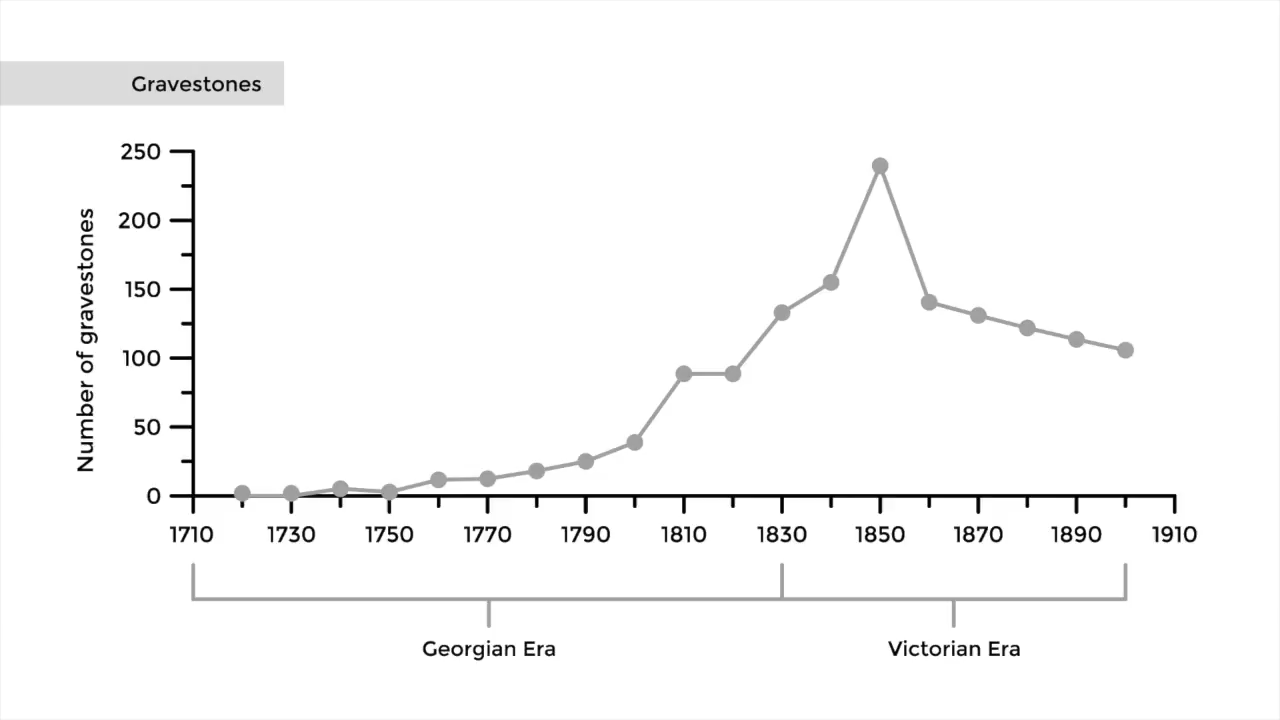 Gravestones
Number of gravestones
250
200
150
100
50
0
1710 1730 1750 1770 1790 1810 1830 1850 1870 1890 1910
Georgian Era Victorian Era